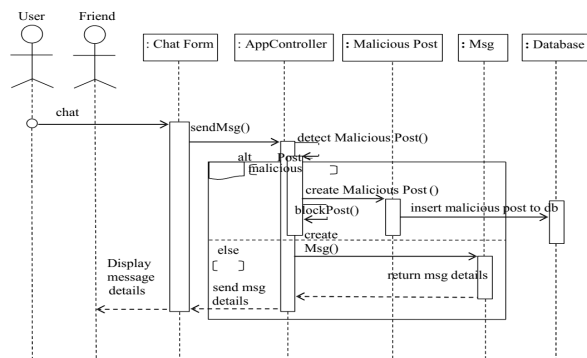 User Friend
: Chat Form : AppController : Malicious Post : Msg : Database
chat
sendMsg()
detect Malicious Post()
alt Post
malicious
create Malicious Post ()
blockPost()
insert malicious post to db
create
else Msg()
Display
message
details
return msg details
send msg
details